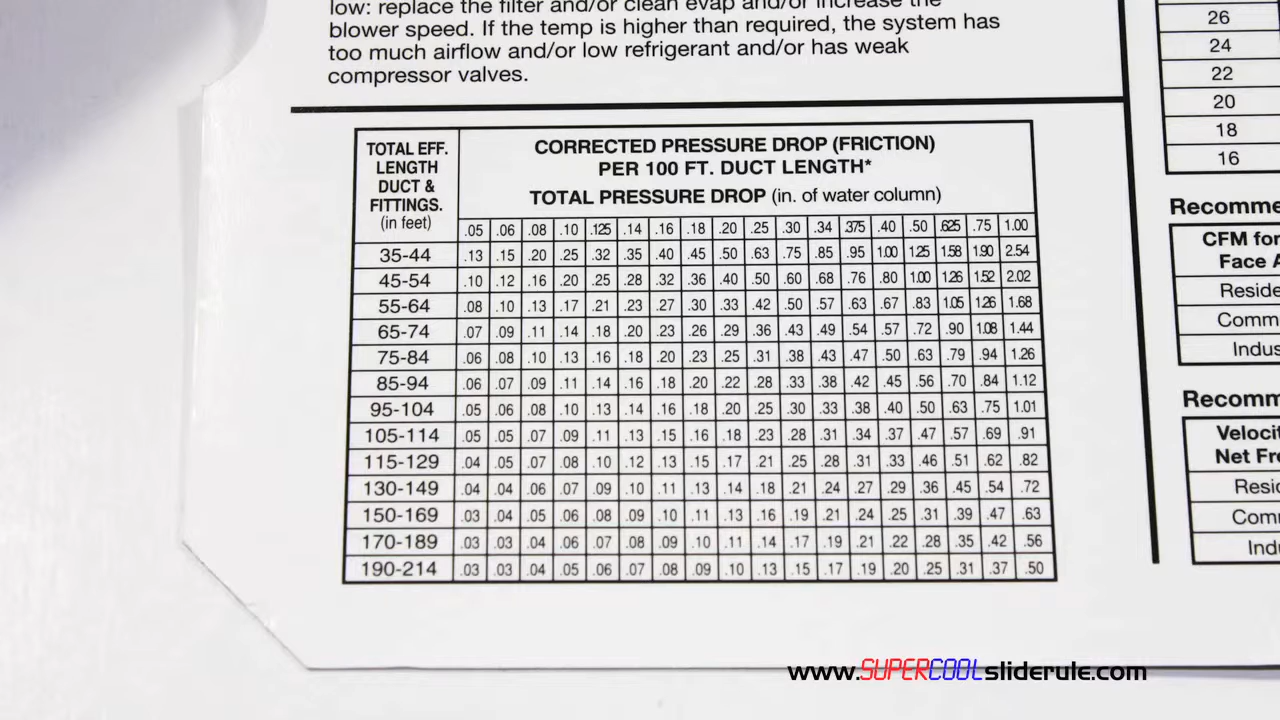 low: replace the filter and/or clean evap and/or increase the
blower speed. If the temp is higher than required, the system has
too much airflow and/or low refrigerant and/or has weak
compressor valves.
TOTAL EFF.
LENGTH
DUCT &
FITTINGS.
(in feet)
CORRECTED PRESSURE DROP (FRICTION)
PER 100 FT. DUCT LENGTH*
TOTAL PRESSURE DROP (in. of water column)
.05 .06 .08 .10 .125 .14 .16 .18 .20 .25 .30 .34 .375 .40 .50 .625 .75 1.00
35-44 .13 .15 .20 .25 .32 .35 .40 .45 .50 .63 .75 .85 .95 1.00 1.25 1.58 1.90 2.54
45-54 .10 .12 .16 .20 .25 .28 .32 .36 .40 .50 .60 .68 .76 .80 1.00 1.26 1.52 2.02
55-64 .08 .10 .13 .17 .21 .23 .27 .30 .33 .42 .50 .57 .63 .67 .83 1.05 1.26 1.68
65-74 .07 .09 .11 .14 .18 .20 .23 .26 .29 .36 .43 .49 .54 .57 .72 .90 1.08 1.44
75-84 .06 .08 .10 .13 .16 .18 .20 .23 .25 .31 .38 .43 .47 .50 .63 .79 .94 1.26
85-94 .06 .07 .09 .11 .14 .16 .18 .20 .22 .28 .33 .38 .42 .45 .56 .70 .84 1.12
95-104 .05 .06 .08 .10 .13 .14 .16 .18 .20 .25 .30 .33 .38 .40 .50 .63 .75 1.01
105-114 .05 .05 .07 .09 .11 .13 .15 .16 .18 .23 .28 .31 .34 .37 .47 .57 .69 .91
115-129 .04 .05 .07 .08 .10 .12 .13 .15 .17 .21 .25 .28 .31 .33 .46 .51 .62 .82
130-149 .04 .04 .06 .07 .09 .10 .11 .13 .14 .18 .21 .24 .27 .29 .36 .45 .54 .72
150-169 .03 .04 .05 .06 .08 .09 .10 .11 .13 .16 .19 .21 .24 .25 .31 .39 .47 .63
170-189 .03 .03 .04 .06 .07 .08 .09 .10 .11 .14 .17 .19 .21 .22 .28 .35 .42 .56
190-214 .03 .03 .04 .05 .06 .07 .08 .09 .10 .13 .15 .17 .19 .20 .25 .31 .37 .50
26
24
22
20
18
16
Recomme
CFM for
Face A
Reside
Comm
Indus
Recomm
Velocit
Net Fre
Resid
Comr
Ind
www.SUPERCOOLsliderule.com